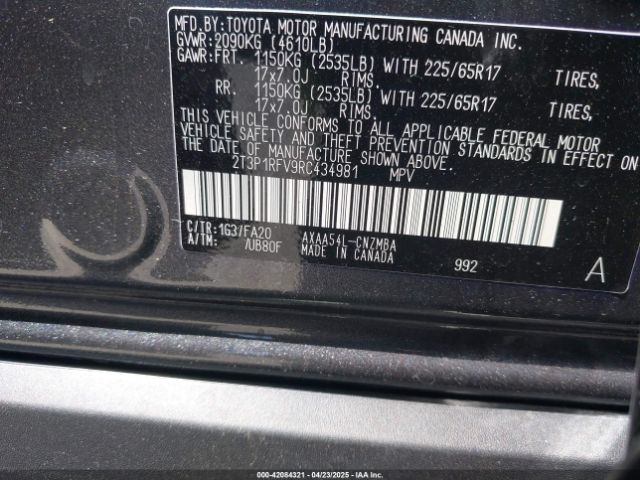 MFD.BY:TOYOTA MOTOR MANUFACTURING CANADA INC.
GVWR:2090KG (4610LB)
GAWR:FRT. 1150KG (2535LB) WITH 225/65R17 TIRES,
17x7.0J RIMS.
RR. 1150KG (2535LB) WITH 225/65R17 TIRES,
17x7.0J RIMS.
THIS VEHICLE CONFORMS TO ALL APPLICABLE FEDERAL MOTOR
VEHICLE SAFETY AND THEFT PREVENTION STANDARDS IN EFFECT ON
THE DATE OF MANUFACTURE SHOWN ABOVE.
2T3P1RFV9RC434981 MPV
C/TR:1G3/FA20 AXAA54L-CNZMBA
A/TM: /UB80F MADE IN CANADA 992 A
000-42084321 - 04/23/2025 - IAAI.com